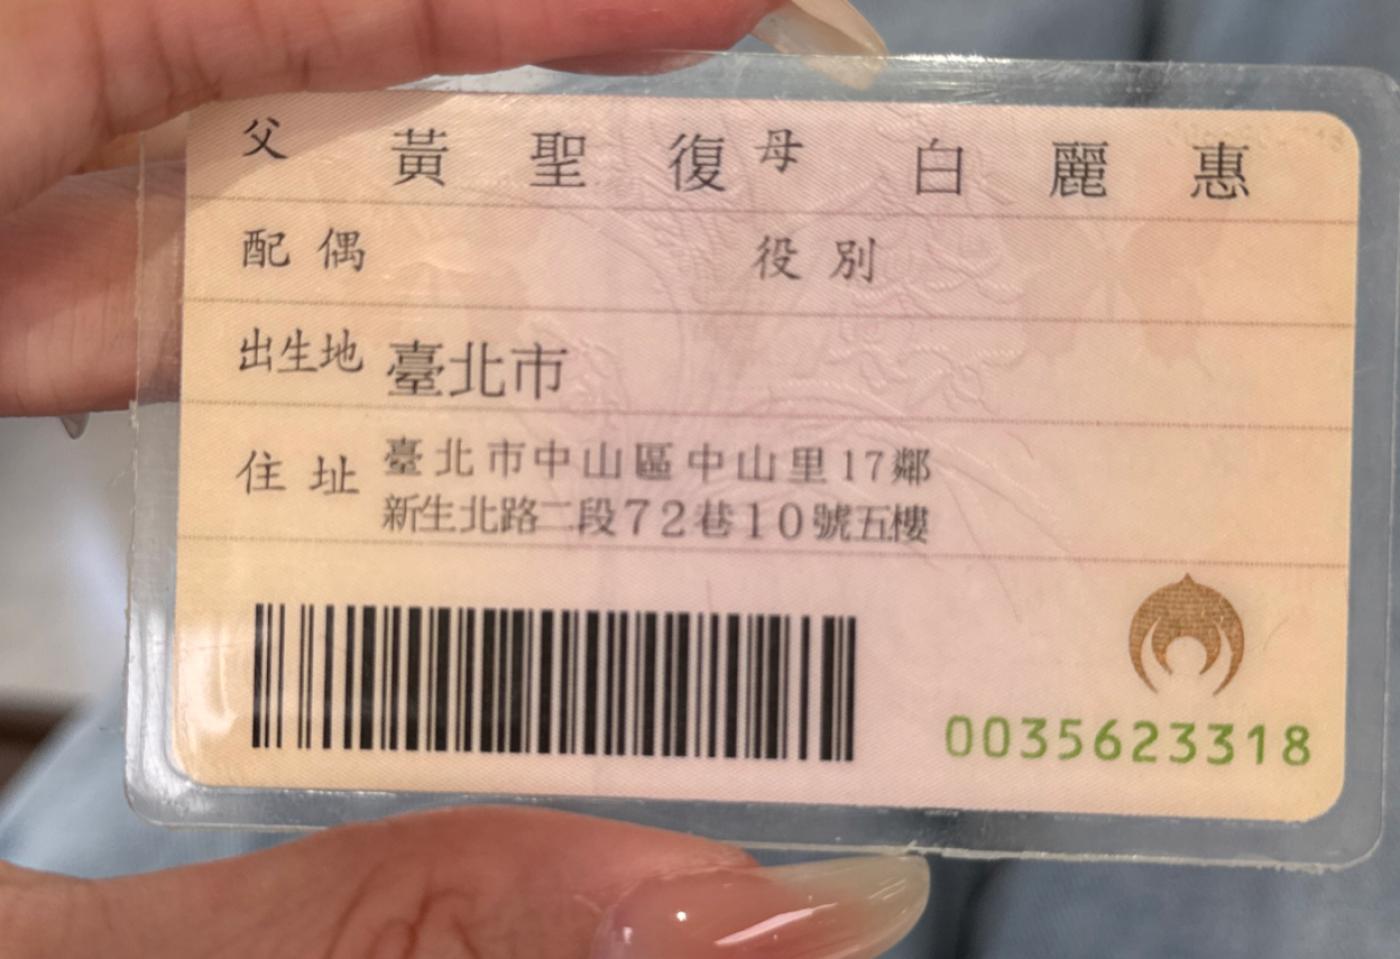 父 黃聖復 母 白麗惠
配偶 役別
出生地 臺北市
住址 臺北市中山區中山里17鄰
新生北路二段72巷10號五樓
0035623318